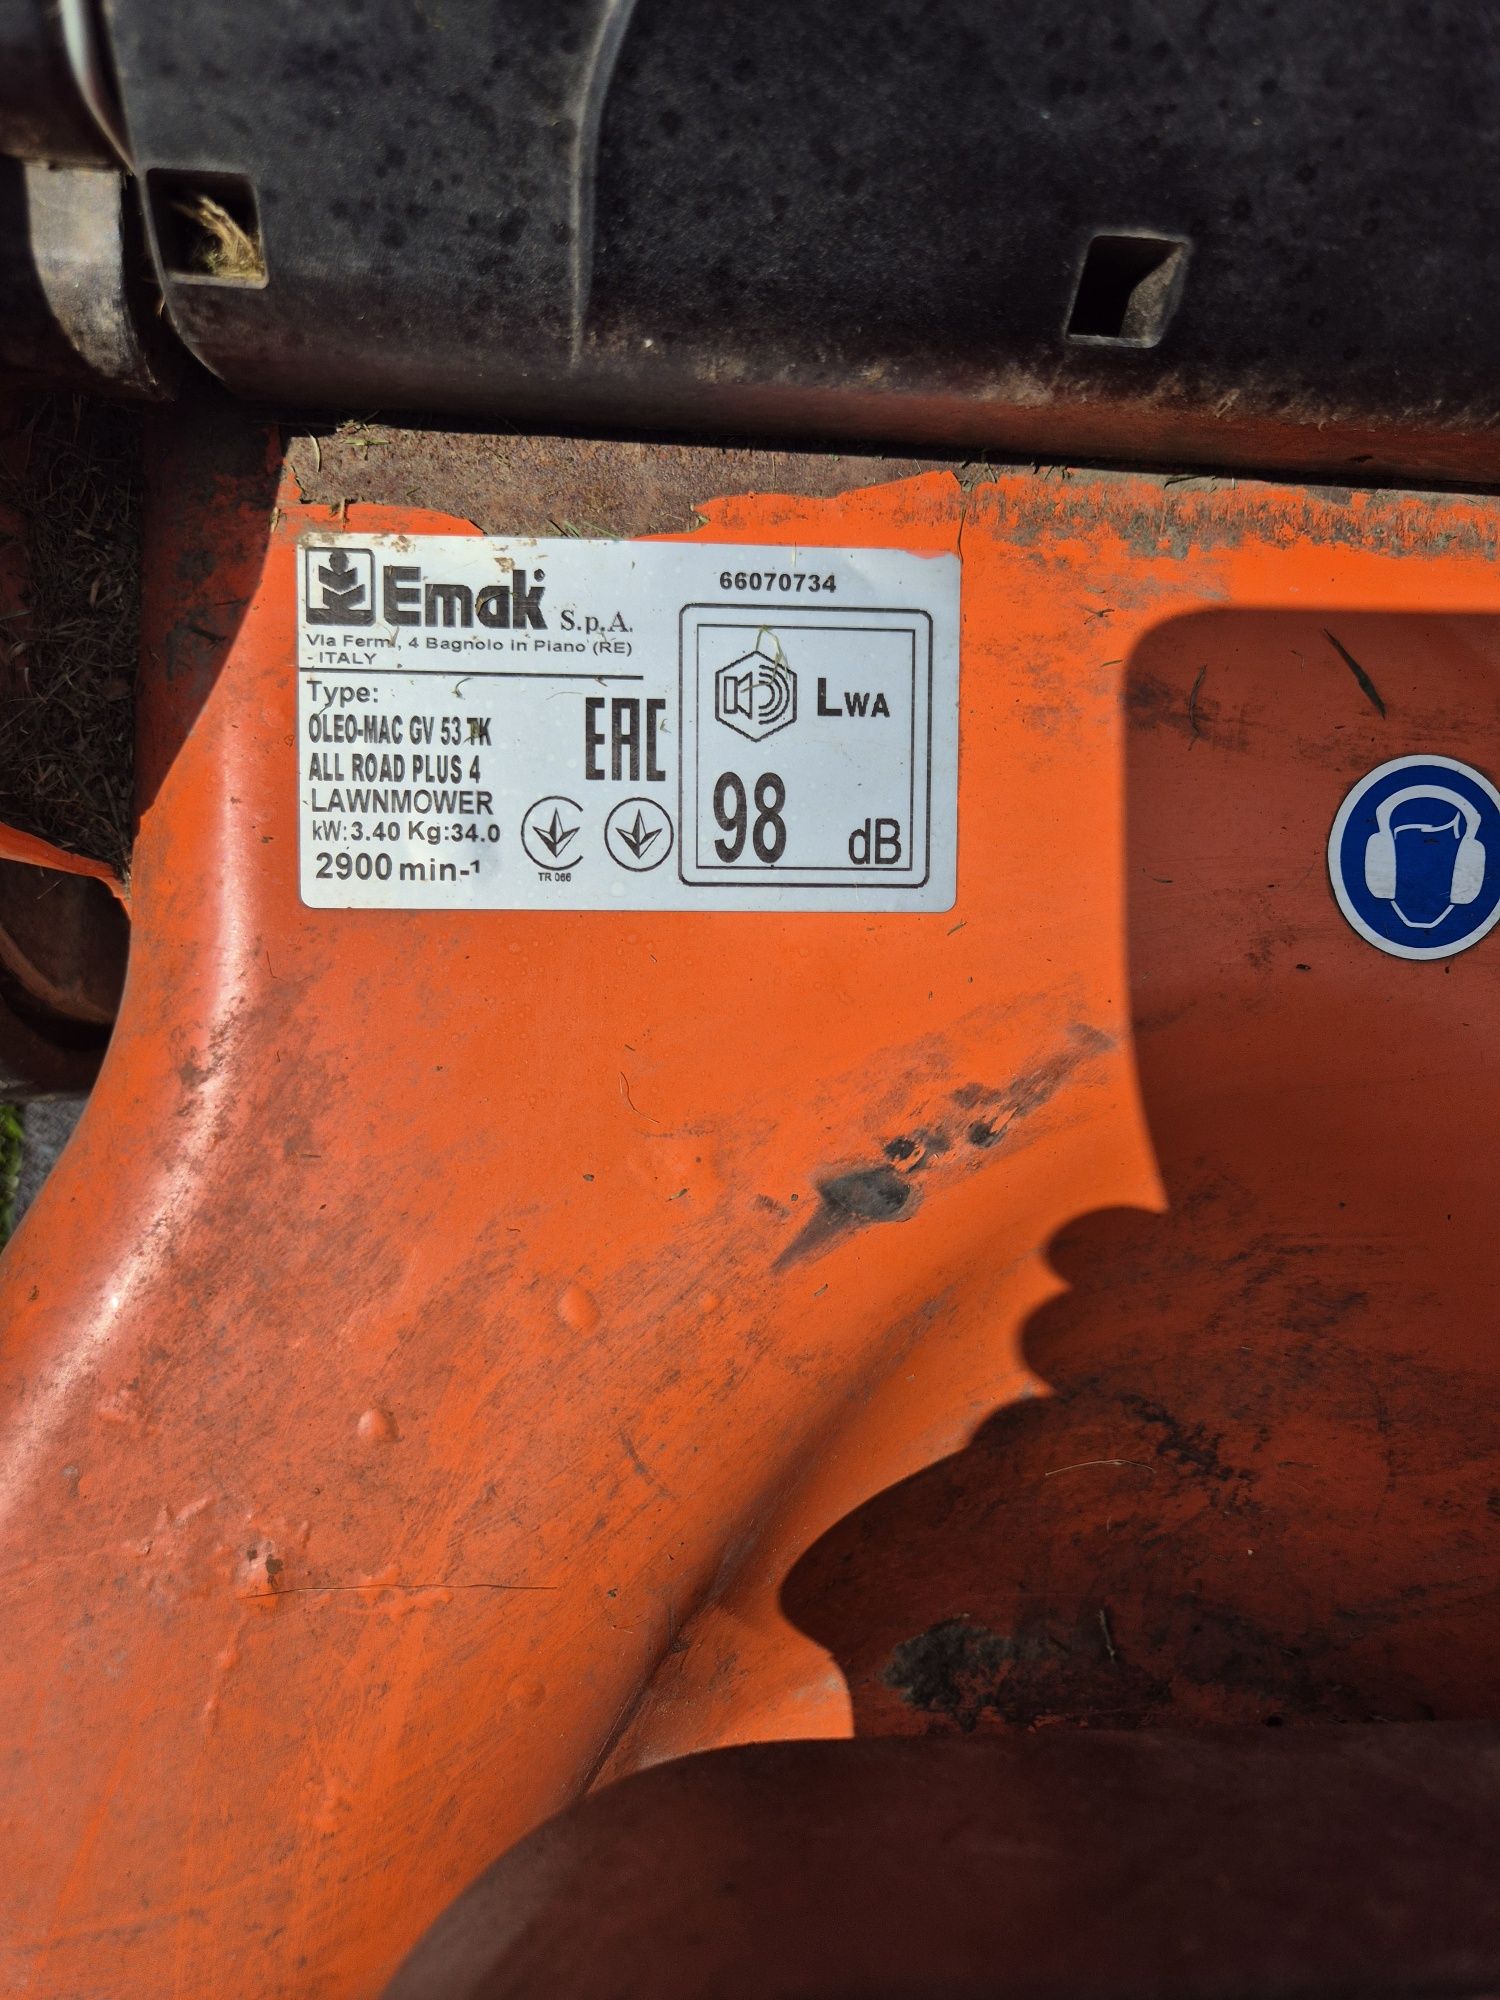 Emak S.p.A.
Via Fermi, 4 Bagnolo in Piano (RE)
- ITALY
66070734
Type:
OLEO-MAC GV 53 TK
ALL ROAD PLUS 4
LAWNMOWER
kW: 3.40 Kg: 34.0
2900 min-¹
EAC
TR 066
LWA
98 dB